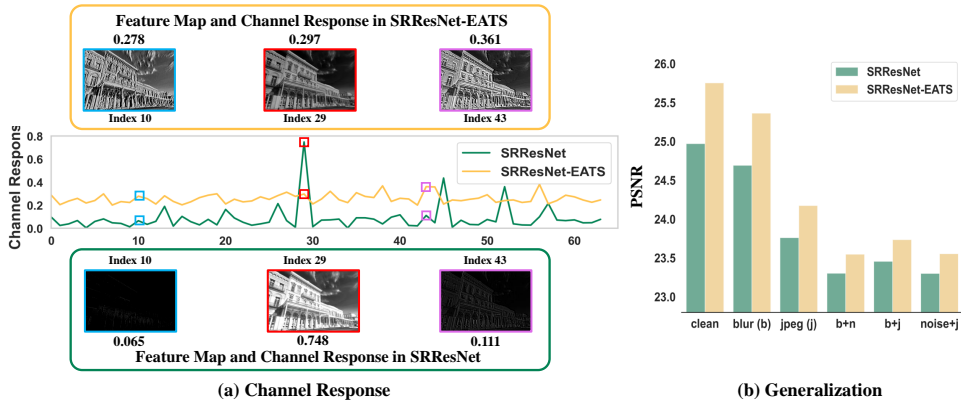 Feature Map and Channel Response in SRResNet-EATS
0.278 0.297 0.361
Index 10 Index 29 Index 43
Channel Respons
0.8
0.6
0.4
0.2
0.0
SRResNet
SRResNet-EATS
0 10 20 30 40 50 60
Index 10 Index 29 Index 43
0.065 0.748 0.111
Feature Map and Channel Response in SRResNet
(a) Channel Response
PSNR
26.0
25.5
25.0
24.5
24.0
23.5
23.0
SRResNet
SRResNet-EATS
clean blur (b) jpeg (j) b+n b+j noise+j
(b) Generalization